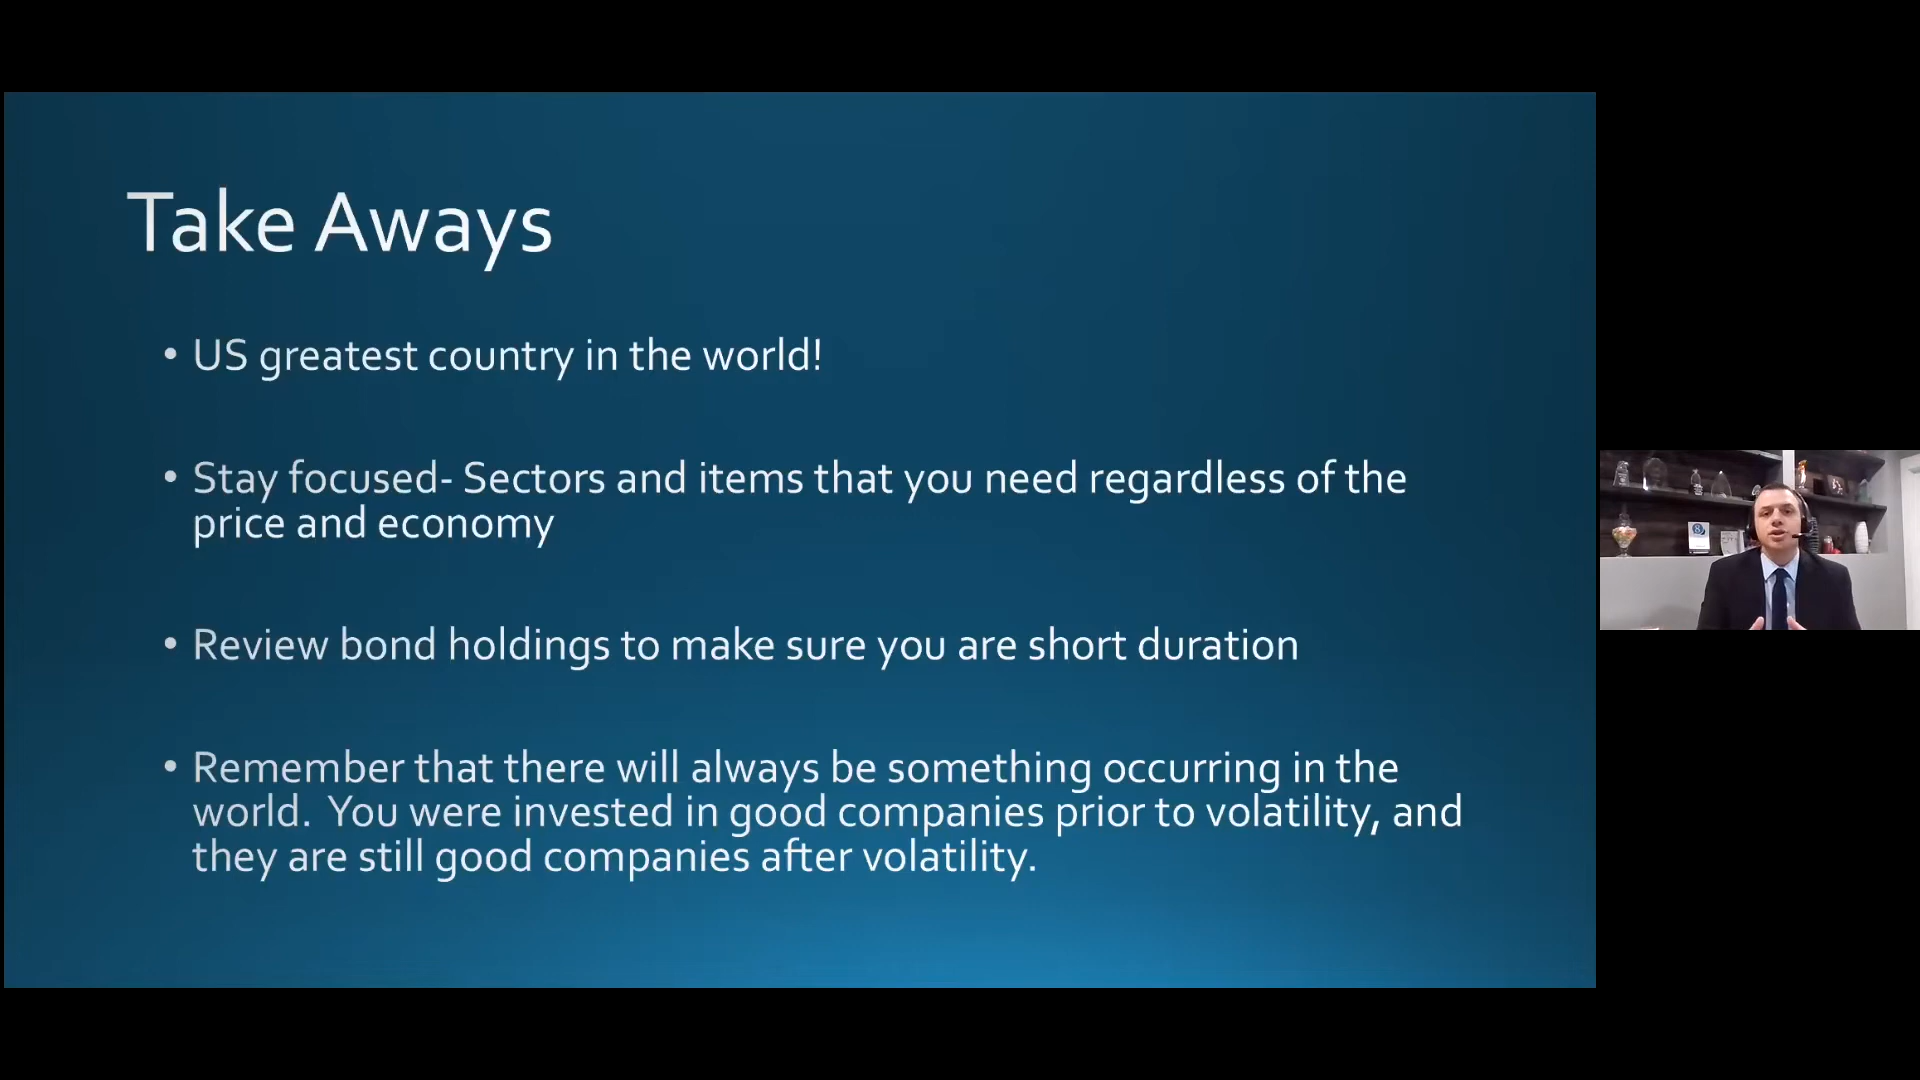 Take Aways
• US greatest country in the world!
• Stay focused- Sectors and items that you need regardless of the
price and economy
• Review bond holdings to make sure you are short duration
• Remember that there will always be something occurring in the
world.  You were invested in good companies prior to volatility, and
they are still good companies after volatility.